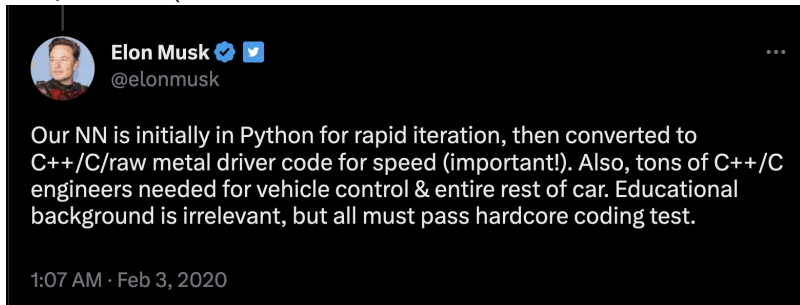 Elon Musk
@elonmusk
Our NN is initially in Python for rapid iteration, then converted to
C++/C/raw metal driver code for speed (important!). Also, tons of C++/C
engineers needed for vehicle control & entire rest of car. Educational
background is irrelevant, but all must pass hardcore coding test.
1:07 AM · Feb 3, 2020